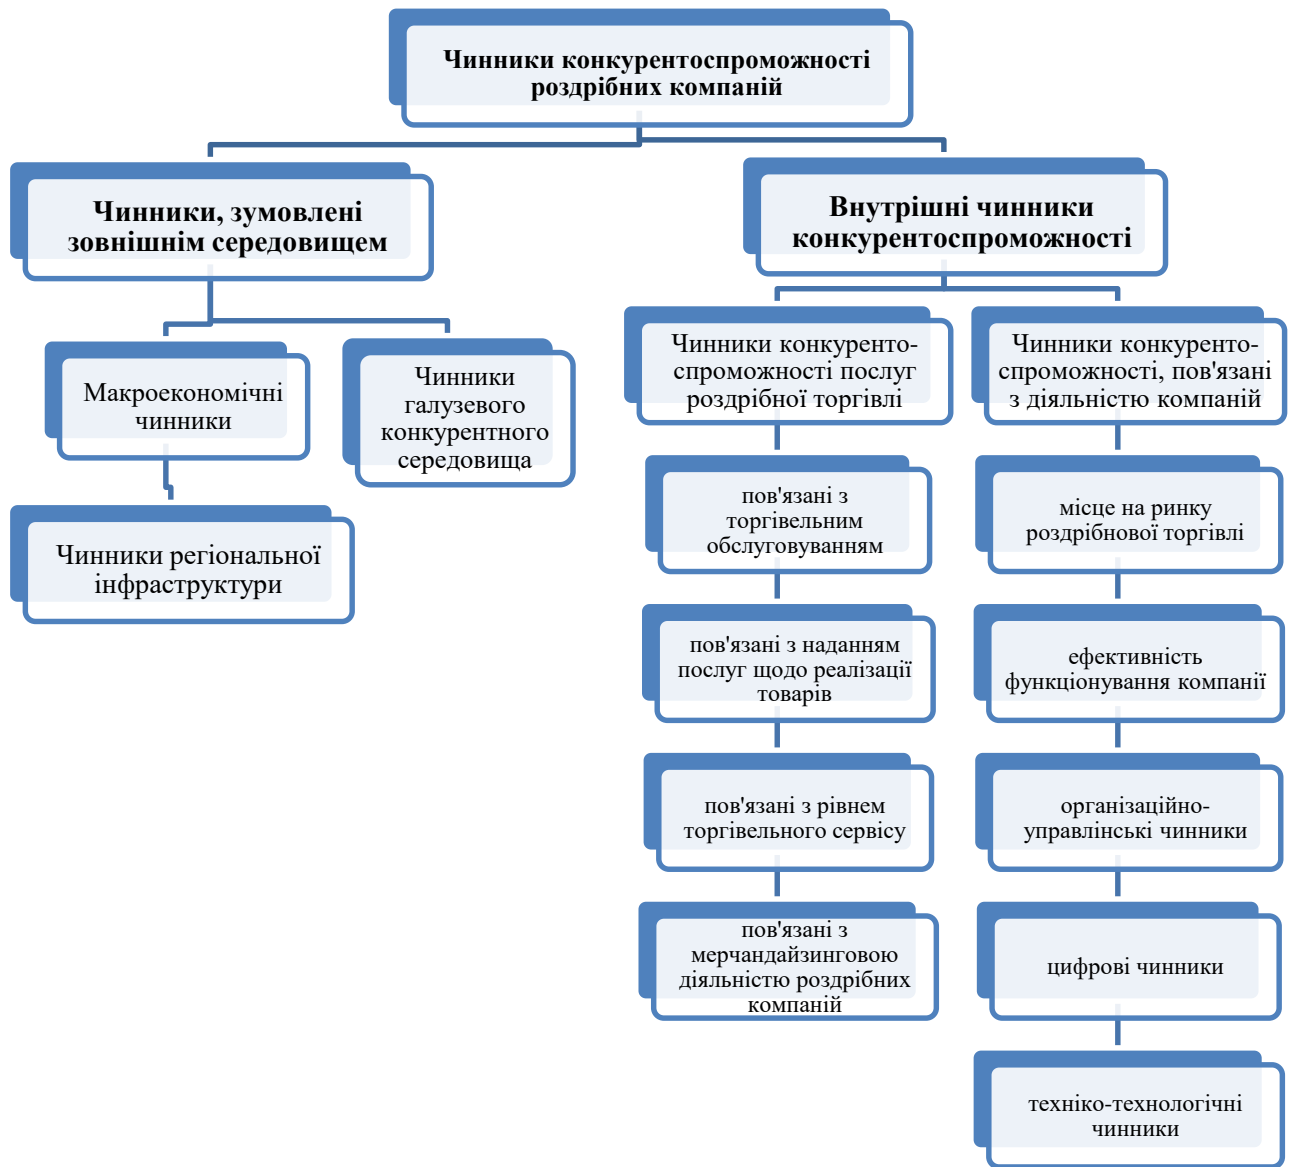 Чинники конкурентоспроможності
роздрібних компаній
Чинники, зумовлені
зовнішнім середовищем
Макроекономічні
чинники
Чинники регіональної
інфраструктури
Чинники
галузевого
конкурентного
середовища
Внутрішні чинники
конкурентоспроможності
Чинники конкуренто-
спроможності послуг
роздрібної торгівлі
пов'язані з
торгівельним
обслуговуванням
пов'язані з наданням
послуг щодо реалізації
товарів
пов'язані з рівнем
торгівельного сервісу
пов'язані з
мерчандайзинговою
діяльністю роздрібних
компаній
Чинники конкуренто-
спроможності, пов'язані
з діяльністю компаній
місце на ринку
роздрібнової торгівлі
ефективність
функціонування компанії
організаційно-
управлінські чинники
цифрові чинники
техніко-технологічні
чинники